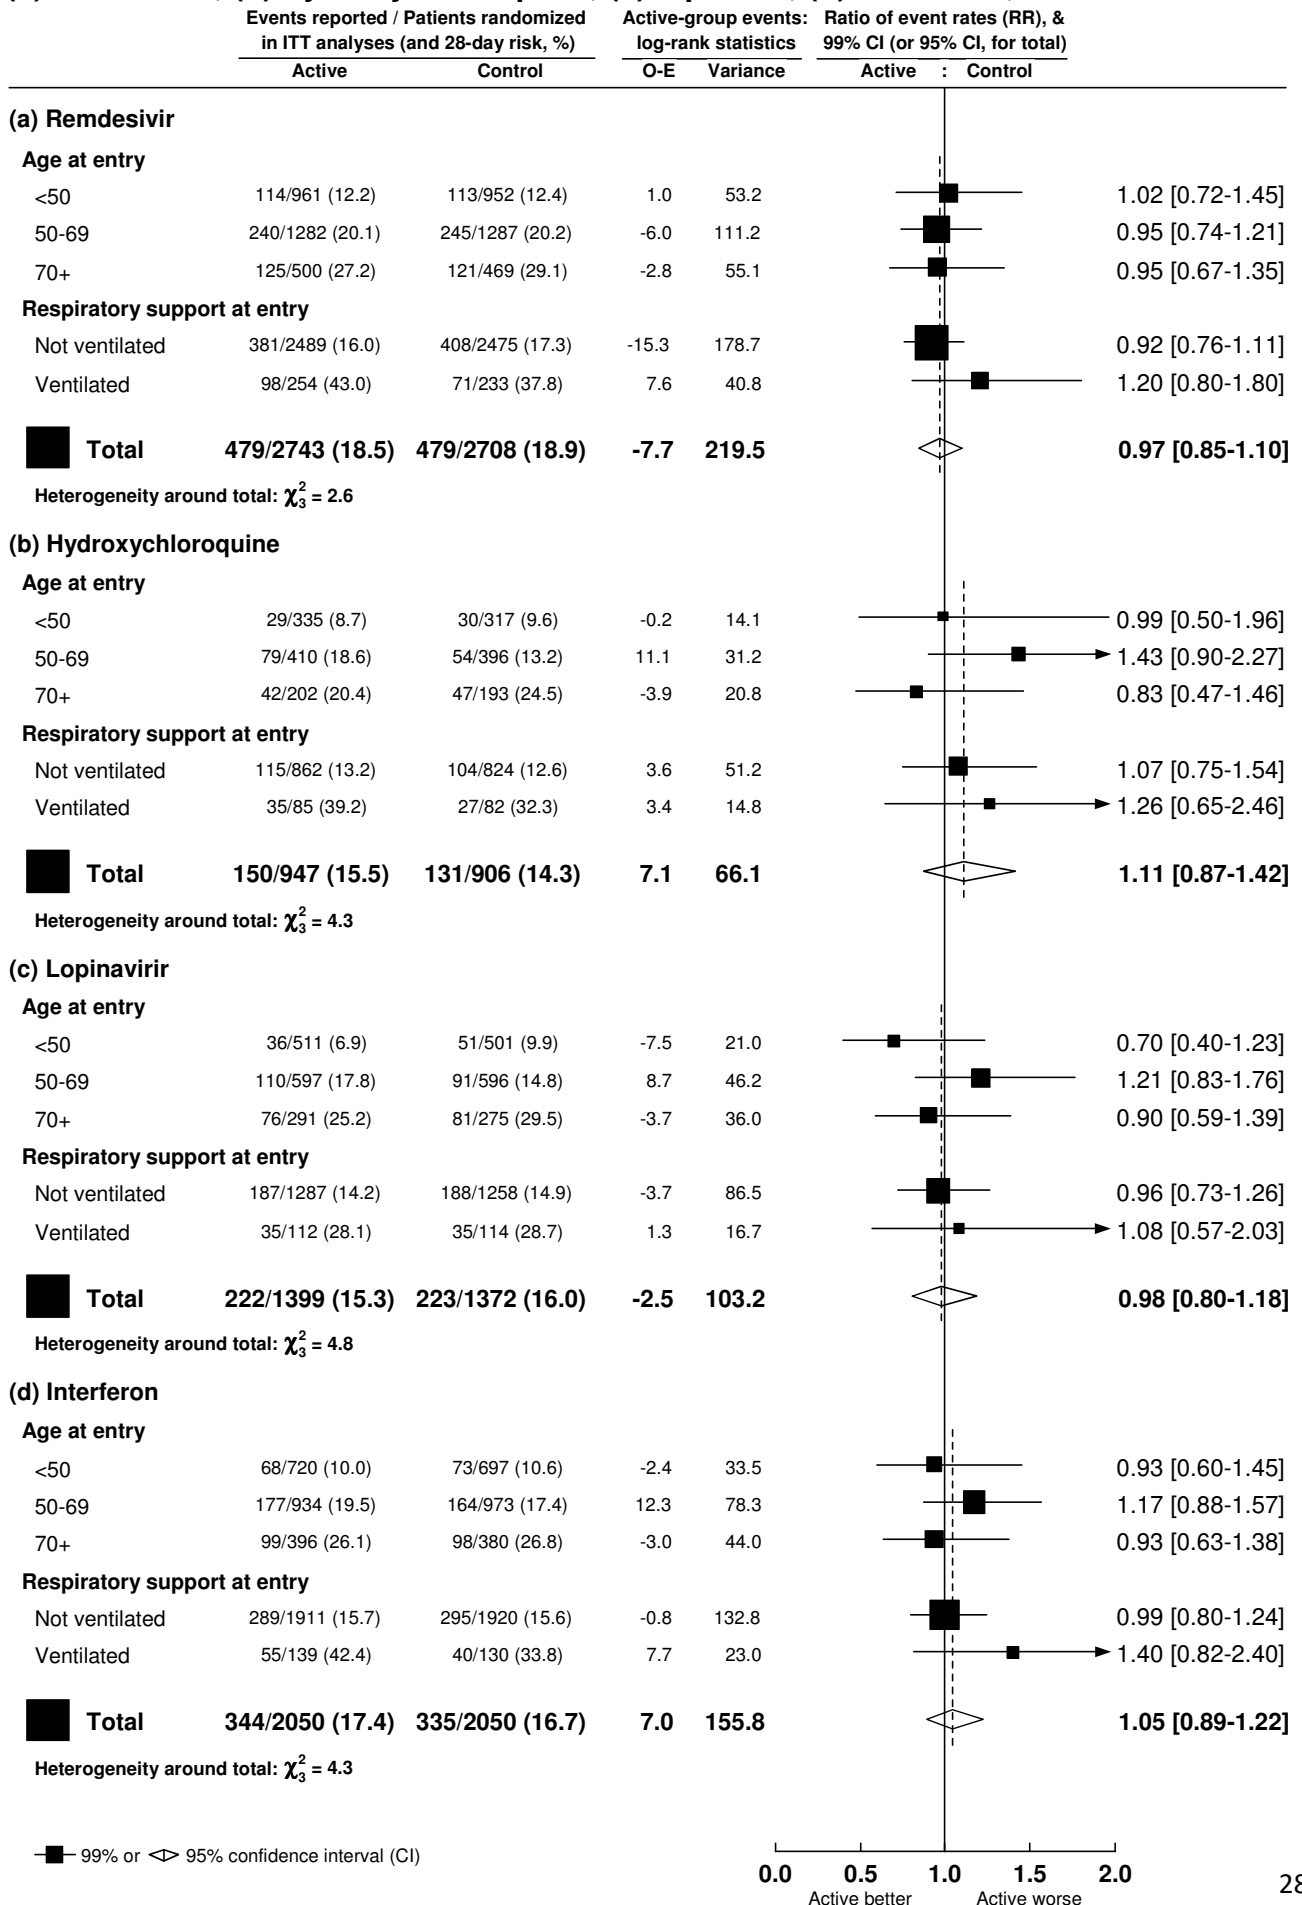 Events reported / Patients randomized Active-group events: Ratio of event rates (RR), &
in ITT analyses (and 28-day risk, %) log-rank statistics 99% CI (or 95% CI, for total)
Active Control O-E Variance Active : Control
(a) Remdesivir
Age at entry
<50 114/961 (12.2) 113/952 (12.4) 1.0 53.2 1.02 [0.72-1.45]
50-69 240/1282 (20.1) 245/1287 (20.2) -6.0 111.2 0.95 [0.74-1.21]
70+ 125/500 (27.2) 121/469 (29.1) -2.8 55.1 0.95 [0.67-1.35]
Respiratory support at entry
Not ventilated 381/2489 (16.0) 408/2475 (17.3) -15.3 178.7 0.92 [0.76-1.11]
Ventilated 98/254 (43.0) 71/233 (37.8) 7.6 40.8 1.20 [0.80-1.80]
Total 479/2743 (18.5) 479/2708 (18.9) -7.7 219.5 0.97 [0.85-1.10]
Heterogeneity around total: χ²₃ = 2.6
(b) Hydroxychloroquine
Age at entry
<50 29/335 (8.7) 30/317 (9.6) -0.2 14.1 0.99 [0.50-1.96]
50-69 79/410 (18.6) 54/396 (13.2) 11.1 31.2 1.43 [0.90-2.27]
70+ 42/202 (20.4) 47/193 (24.5) -3.9 20.8 0.83 [0.47-1.46]
Respiratory support at entry
Not ventilated 115/862 (13.2) 104/824 (12.6) 3.6 51.2 1.07 [0.75-1.54]
Ventilated 35/85 (39.2) 27/82 (32.3) 3.4 14.8 1.26 [0.65-2.46]
Total 150/947 (15.5) 131/906 (14.3) 7.1 66.1 1.11 [0.87-1.42]
Heterogeneity around total: χ²₃ = 4.3
(c) Lopinavirir
Age at entry
<50 36/511 (6.9) 51/501 (9.9) -7.5 21.0 0.70 [0.40-1.23]
50-69 110/597 (17.8) 91/596 (14.8) 8.7 46.2 1.21 [0.83-1.76]
70+ 76/291 (25.2) 81/275 (29.5) -3.7 36.0 0.90 [0.59-1.39]
Respiratory support at entry
Not ventilated 187/1287 (14.2) 188/1258 (14.9) -3.7 86.5 0.96 [0.73-1.26]
Ventilated 35/112 (28.1) 35/114 (28.7) 1.3 16.7 1.08 [0.57-2.03]
Total 222/1399 (15.3) 223/1372 (16.0) -2.5 103.2 0.98 [0.80-1.18]
Heterogeneity around total: χ²₃ = 4.8
(d) Interferon
Age at entry
<50 68/720 (10.0) 73/697 (10.6) -2.4 33.5 0.93 [0.60-1.45]
50-69 177/934 (19.5) 164/973 (17.4) 12.3 78.3 1.17 [0.88-1.57]
70+ 99/396 (26.1) 98/380 (26.8) -3.0 44.0 0.93 [0.63-1.38]
Respiratory support at entry
Not ventilated 289/1911 (15.7) 295/1920 (15.6) -0.8 132.8 0.99 [0.80-1.24]
Ventilated 55/139 (42.4) 40/130 (33.8) 7.7 23.0 1.40 [0.82-2.40]
Total 344/2050 (17.4) 335/2050 (16.7) 7.0 155.8 1.05 [0.89-1.22]
Heterogeneity around total: χ²₃ = 4.3
99% or 95% confidence interval (CI)
0.0 0.5 1.0 1.5 2.0
Active better Active worse
28